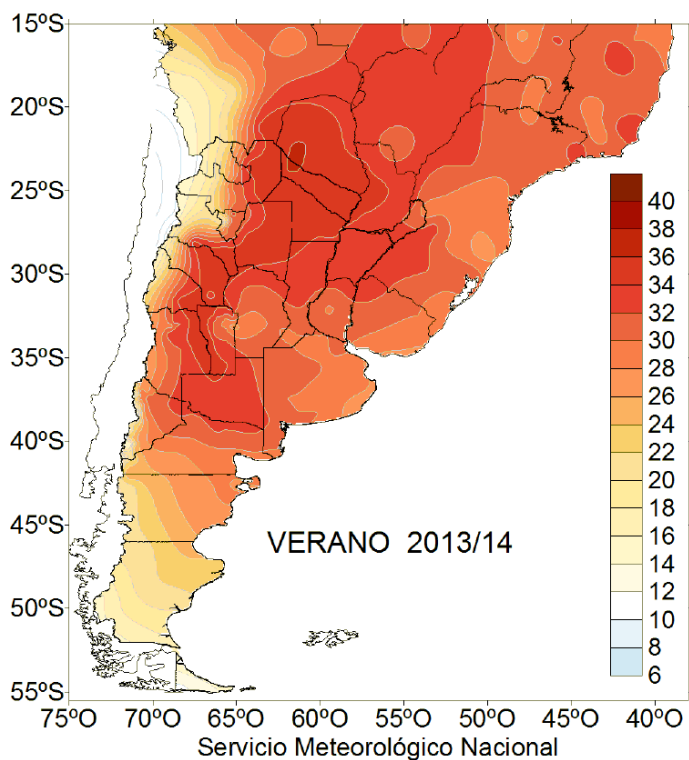 15ºS
20ºS
25ºS
30ºS
35ºS
40ºS
45ºS
50ºS
55ºS
40
38
36
34
32
30
28
26
24
22
20
18
16
14
12
10
8
6
VERANO 2013/14
75ºO 70ºO 65ºO 60ºO 55ºO 50ºO 45ºO 40ºO
Servicio Meteorológico Nacional